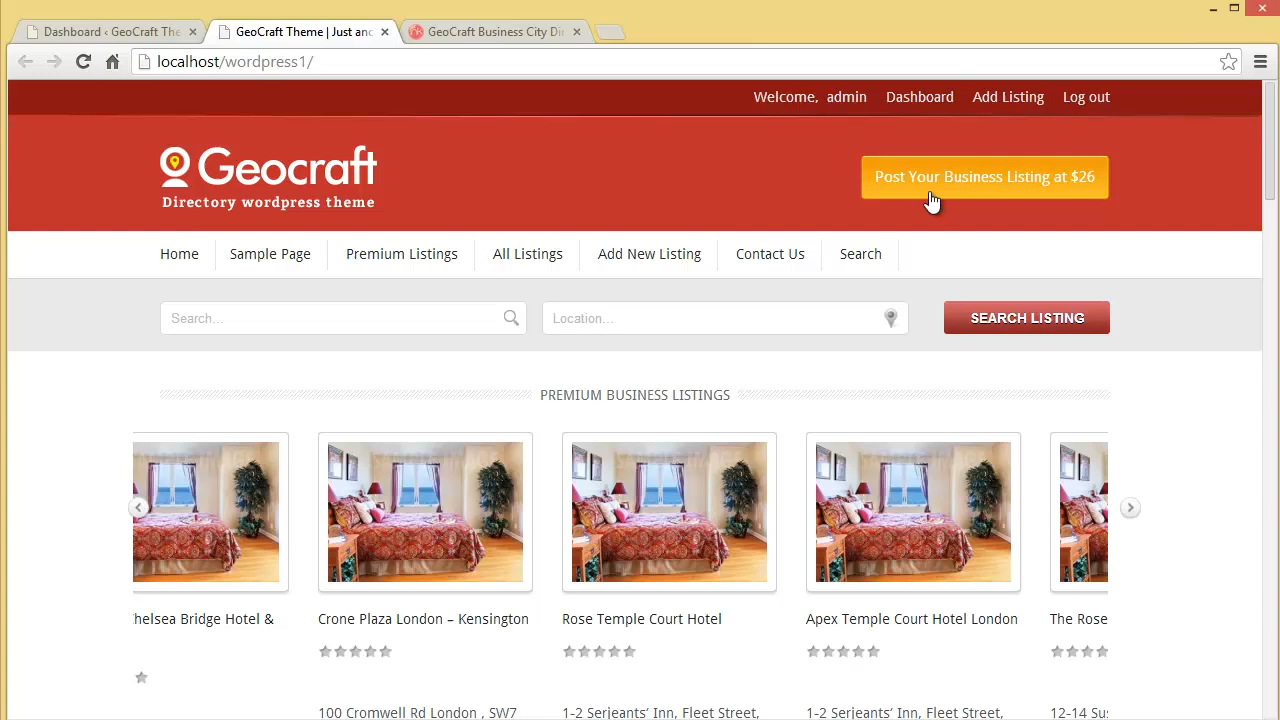 Dashboard ‹ GeoCraft The
GeoCraft Theme | Just anc
GeoCraft Business City Di
localhost/wordpress1/
Welcome, admin Dashboard Add Listing Log out
Geocraft
Directory wordpress theme
Post Your Business Listing at $26
Home Sample Page Premium Listings All Listings Add New Listing Contact Us Search
Search... Location... SEARCH LISTING
PREMIUM BUSINESS LISTINGS
helsea Bridge Hotel & Crone Plaza London – Kensington Rose Temple Court Hotel Apex Temple Court Hotel London The Rose
100 Cromwell Rd London , SW7 1-2 Serjeants’ Inn, Fleet Street, 1-2 Serjeants’ Inn, Fleet Street, 12-14 Sus